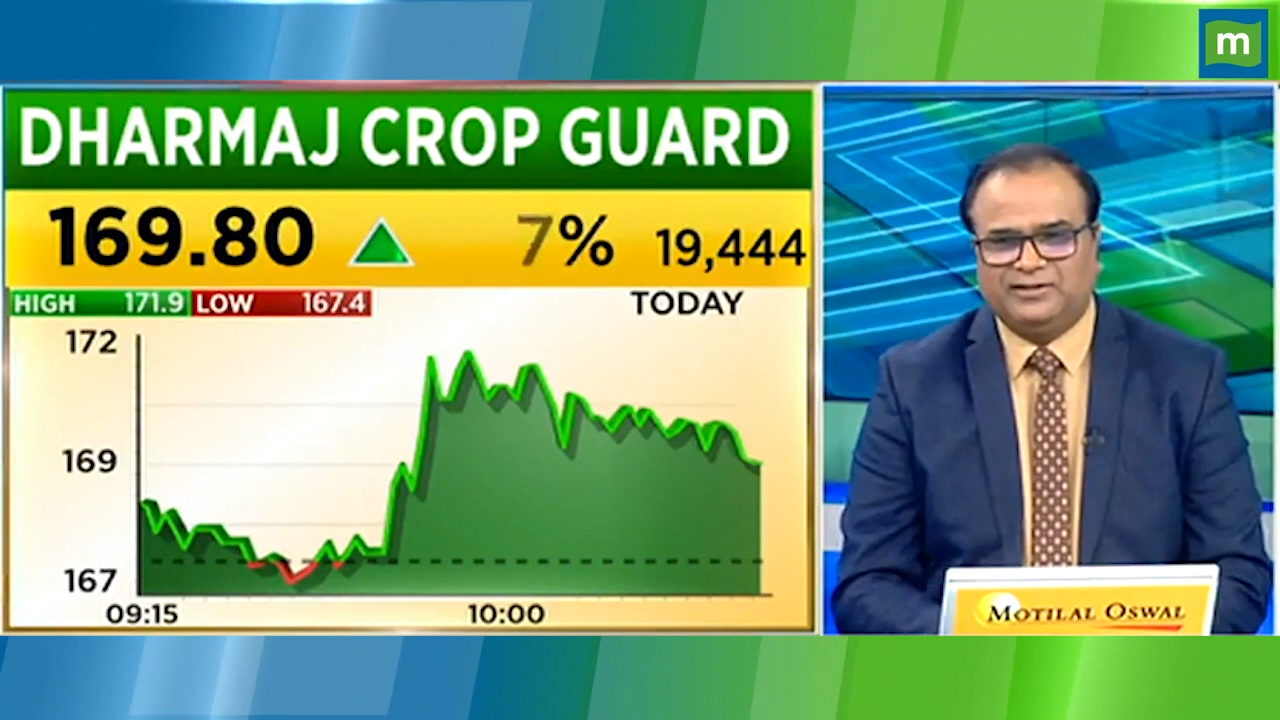 m
DHARMAJ CROP GUARD
169.80 7% 19,444
HIGH 171.9 LOW 167.4 TODAY
172
169
167
09:15 10:00
MOTILAL OSWAL